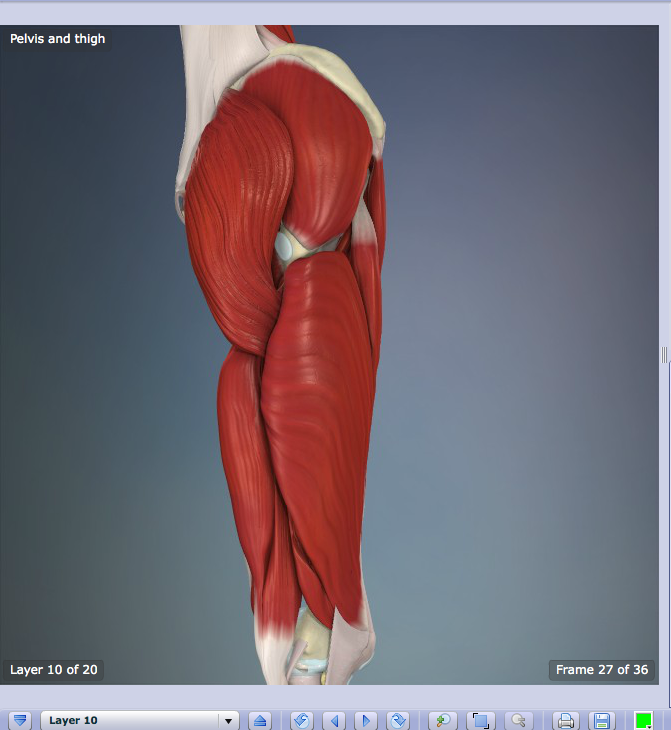 Pelvis and thigh
Layer 10 of 20
Frame 27 of 36
Layer 10